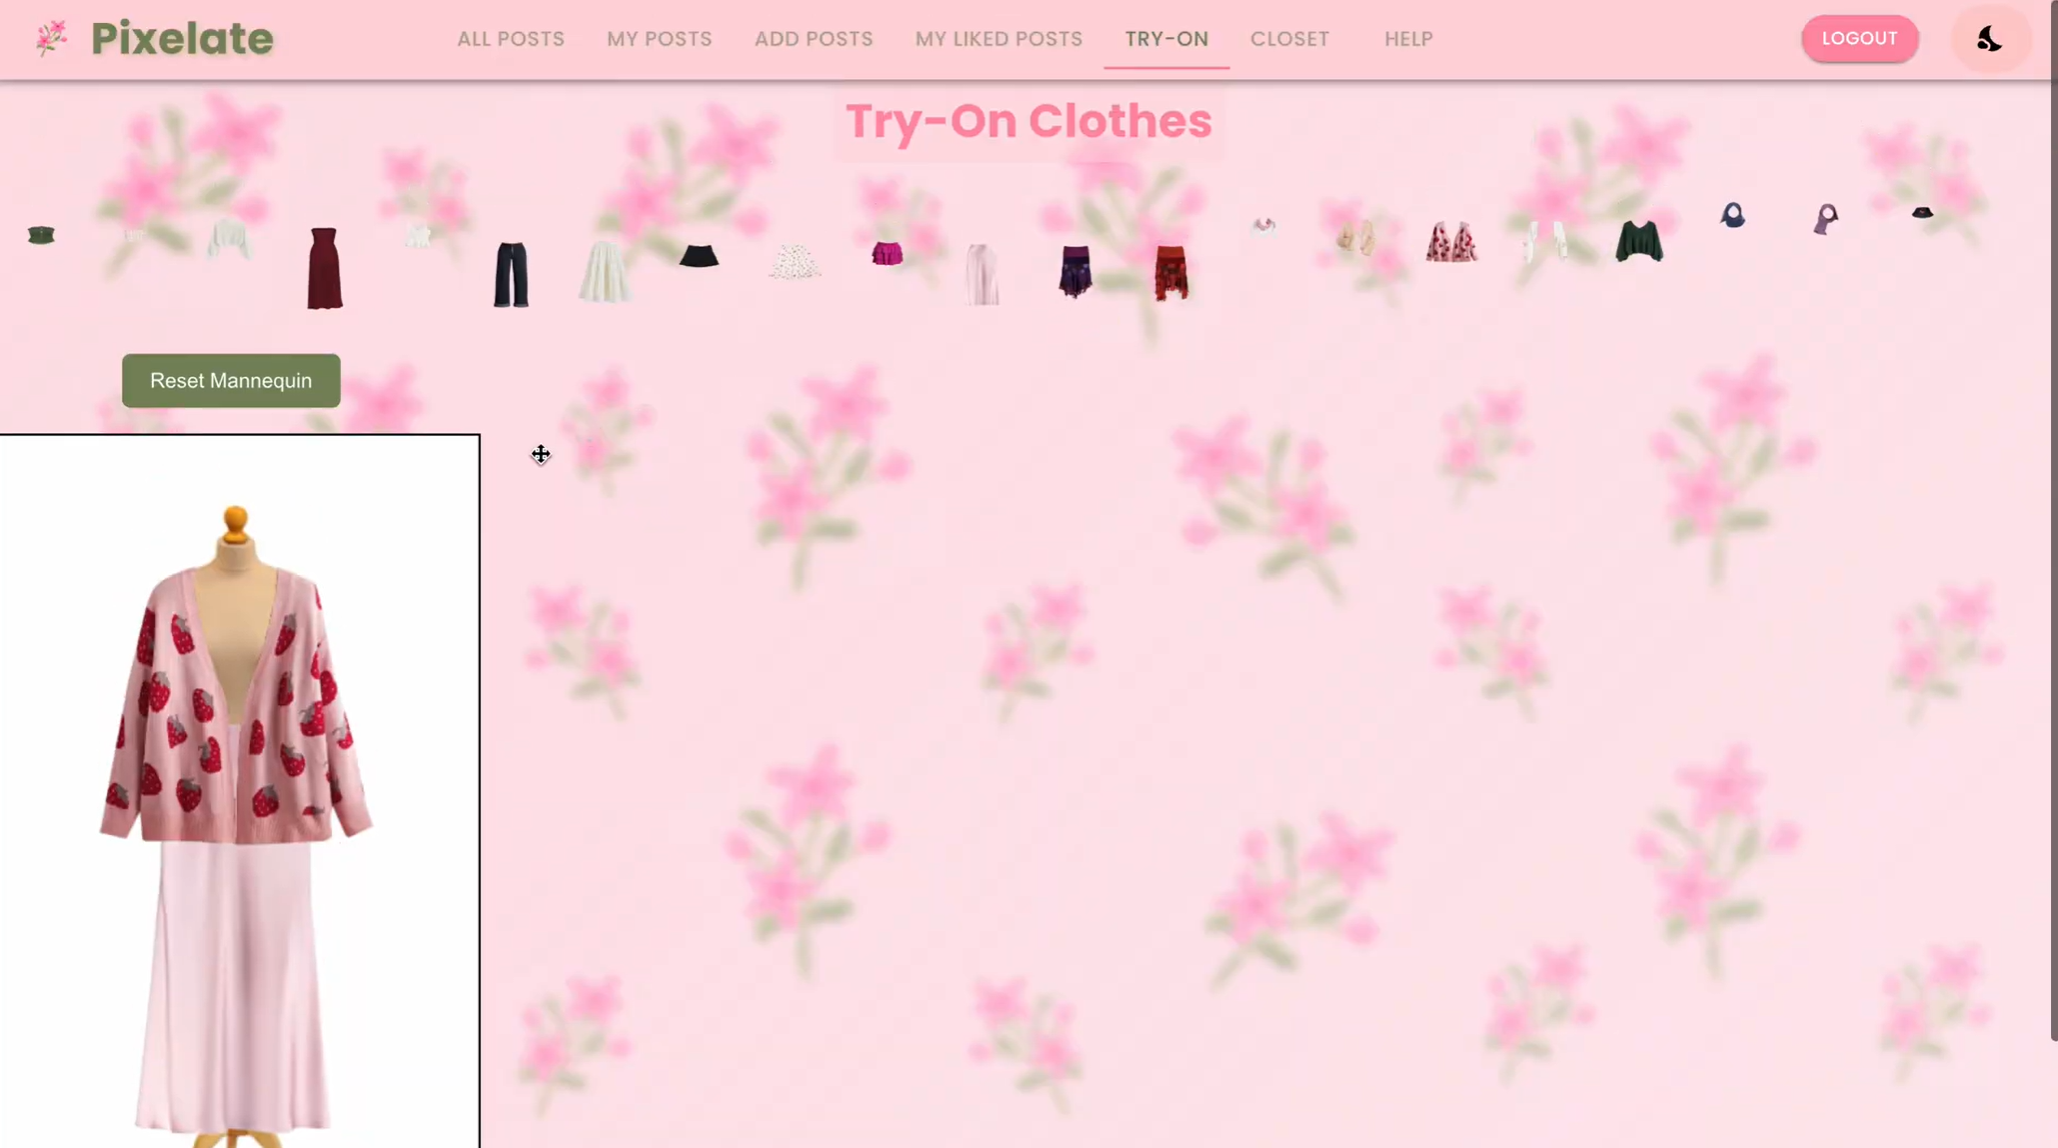 Pixelate
ALL POSTS
MY POSTS
ADD POSTS
MY LIKED POSTS
TRY-ON
CLOSET
HELP
LOGOUT
Try-On Clothes
Reset Mannequin